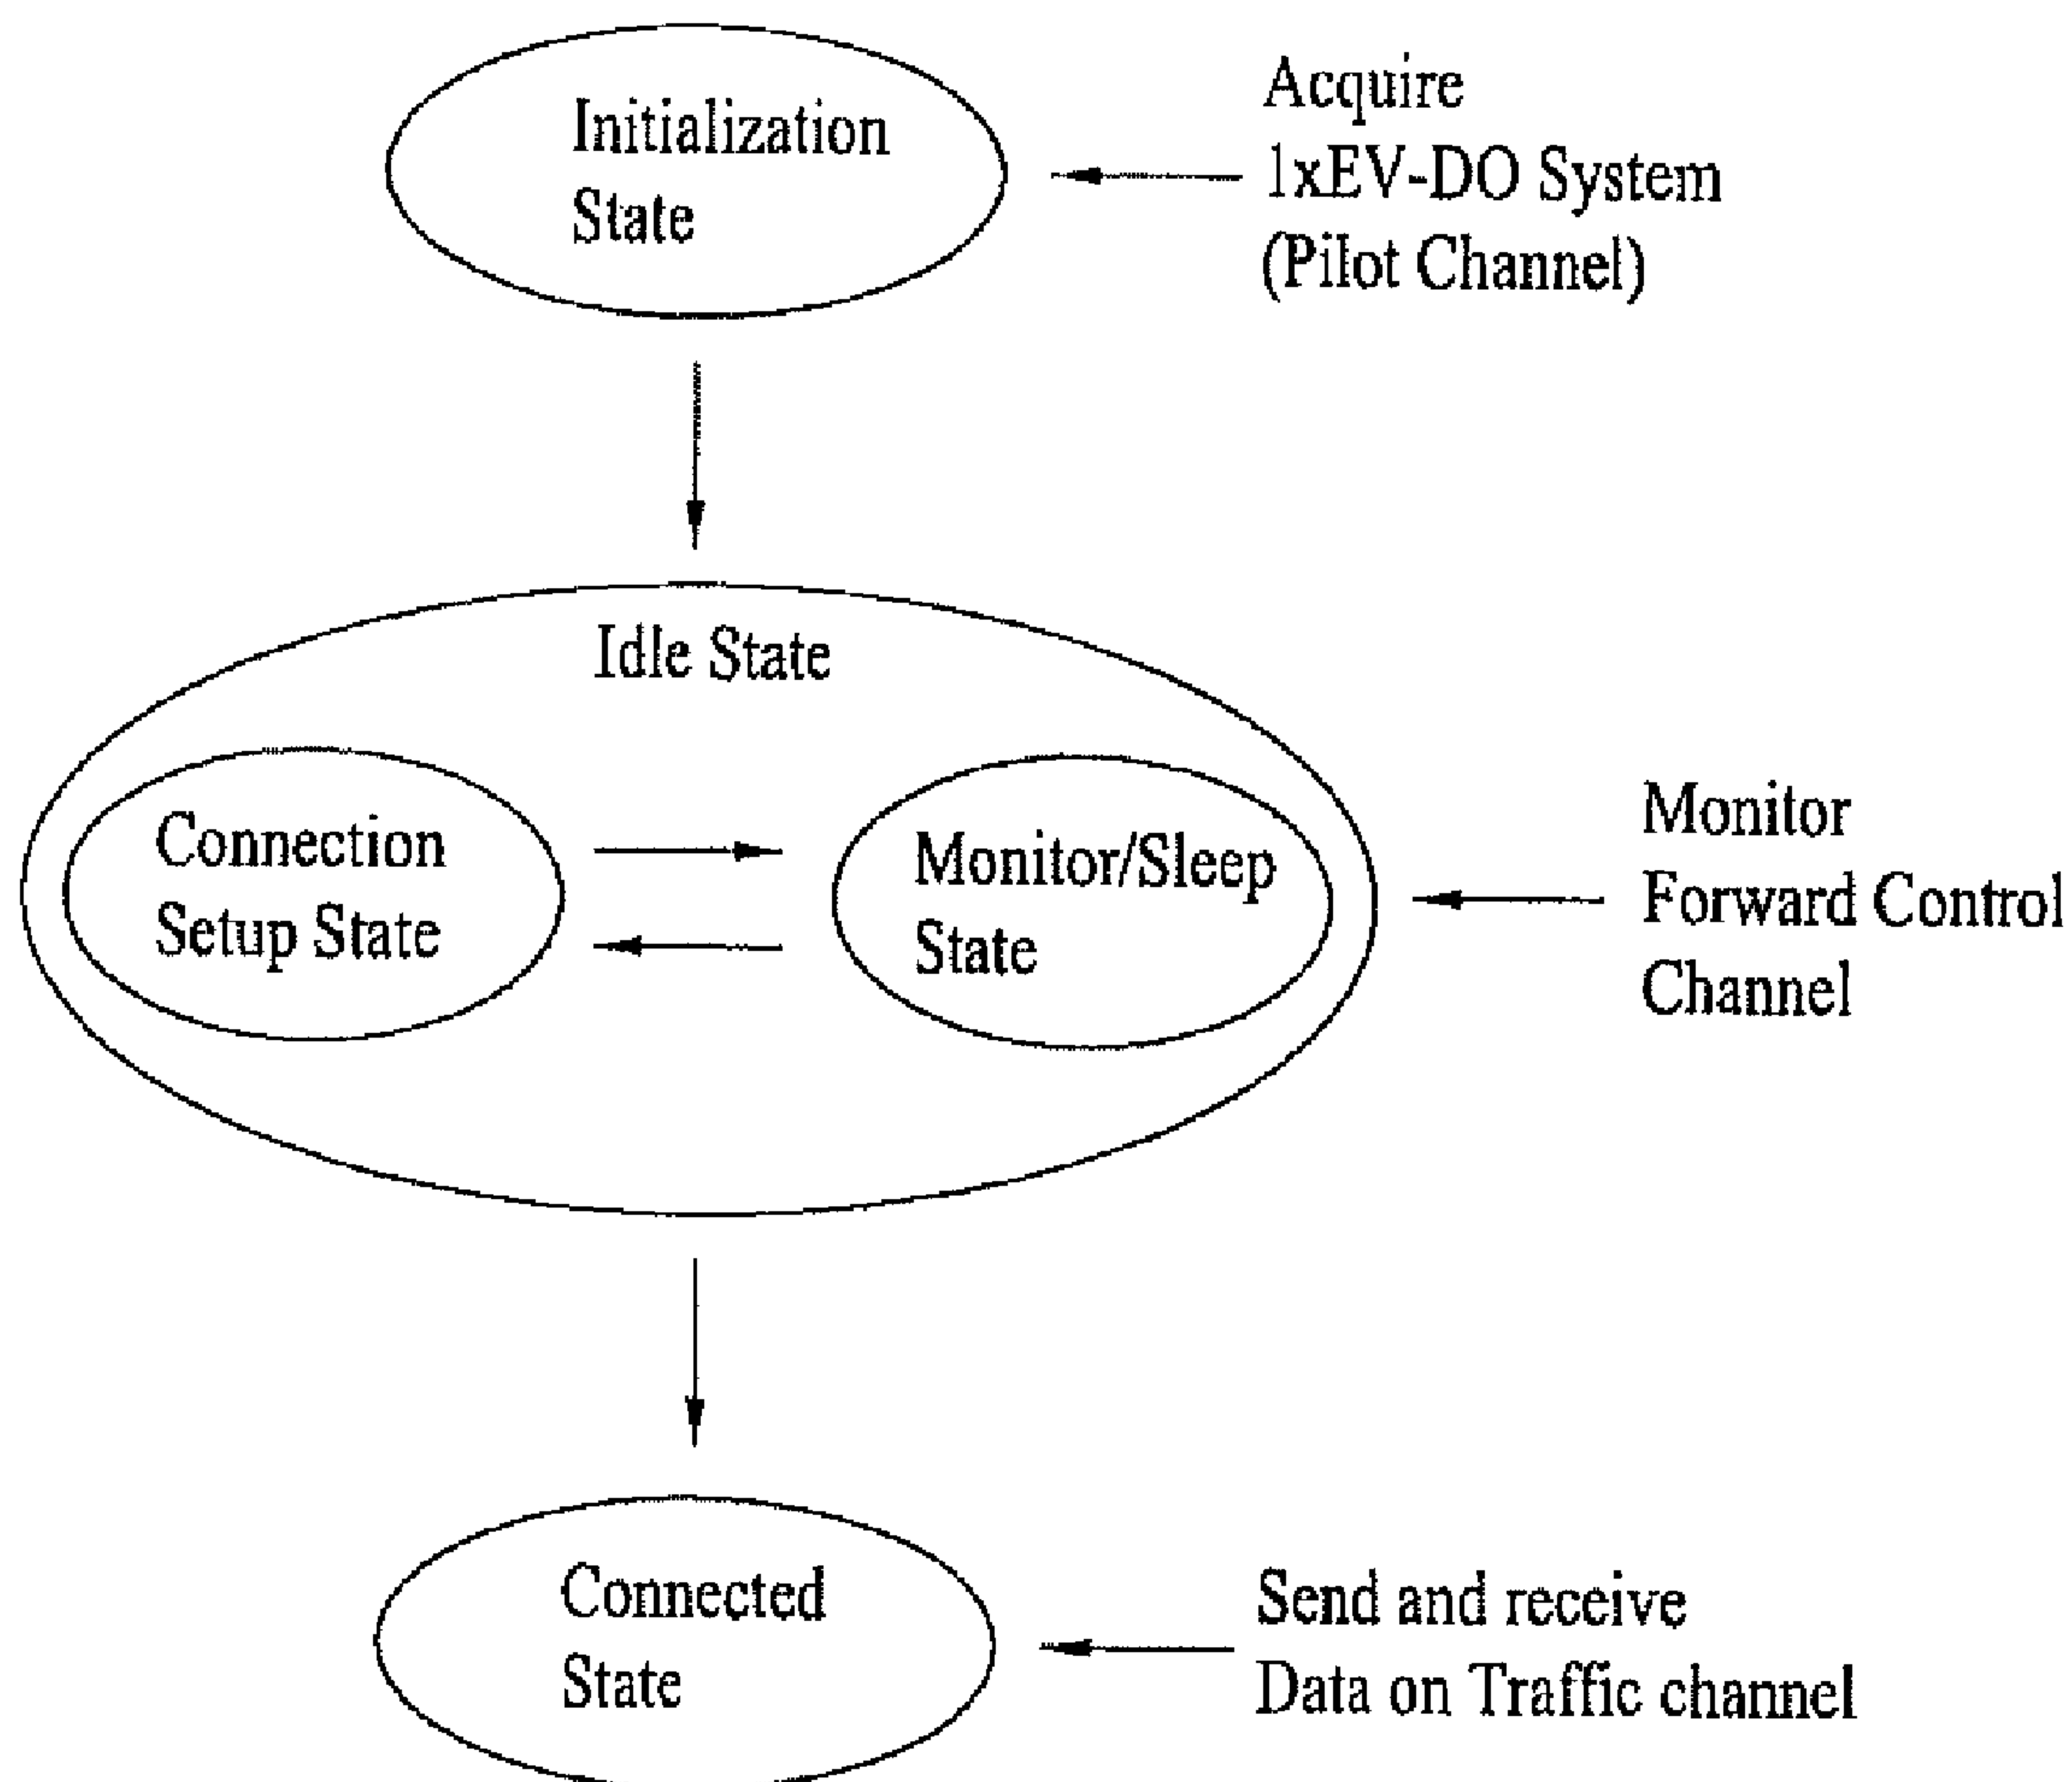 Initialization
State
Acquire
1xEV-DO System
(Pilot Channel)
Idle State
Connection
Setup State
Monitor/Sleep
State
Monitor
Forward Control
Channel
Connected
State
Send and receive
Data on Traffic channel